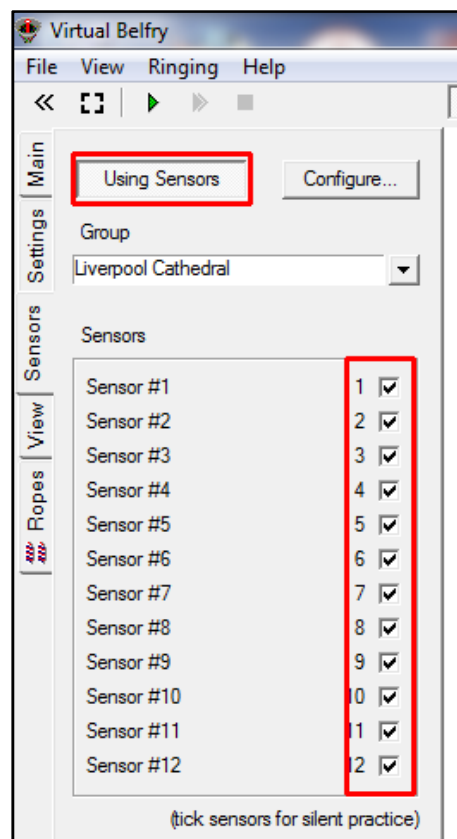 Virtual Belfry
File View Ringing Help
Main
Settings
Sensors
View
Ropes
Using Sensors Configure...
Group
Liverpool Cathedral
Sensors
Sensor #1 1
Sensor #2 2
Sensor #3 3
Sensor #4 4
Sensor #5 5
Sensor #6 6
Sensor #7 7
Sensor #8 8
Sensor #9 9
Sensor #10 10
Sensor #11 11
Sensor #12 12
(tick sensors for silent practice)